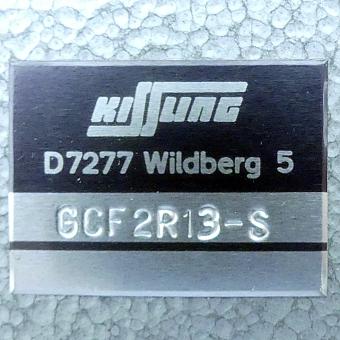 KISSLING
D7277 Wildberg 5
GCF2R13-S